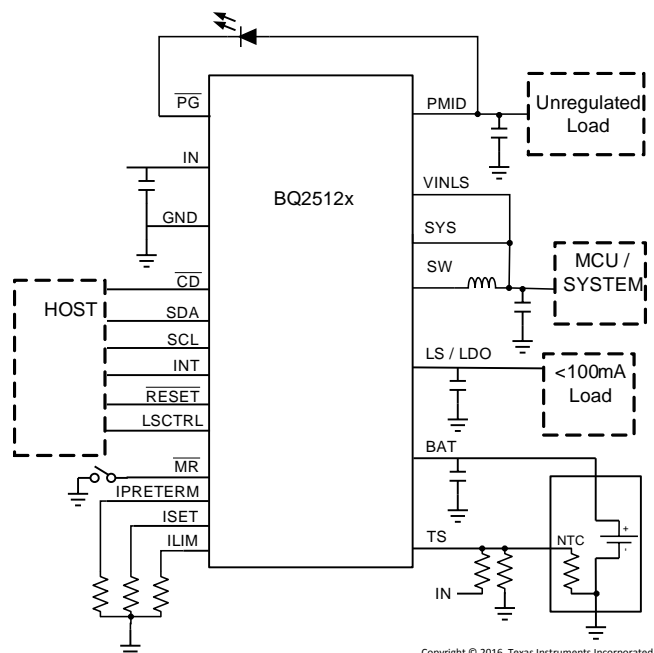 PG
PMID
Unregulated
Load
IN
BQ2512x
VINLS
GND
SYS
SW
MCU /
SYSTEM
HOST
CD
SDA
SCL
INT
RESET
LSCTRL
LS / LDO
<100mA
Load
MR
BAT
IPRETERM
ISET
ILIM
TS
NTC
+
-
IN
Copyright © 2016, Texas Instruments Incorporated